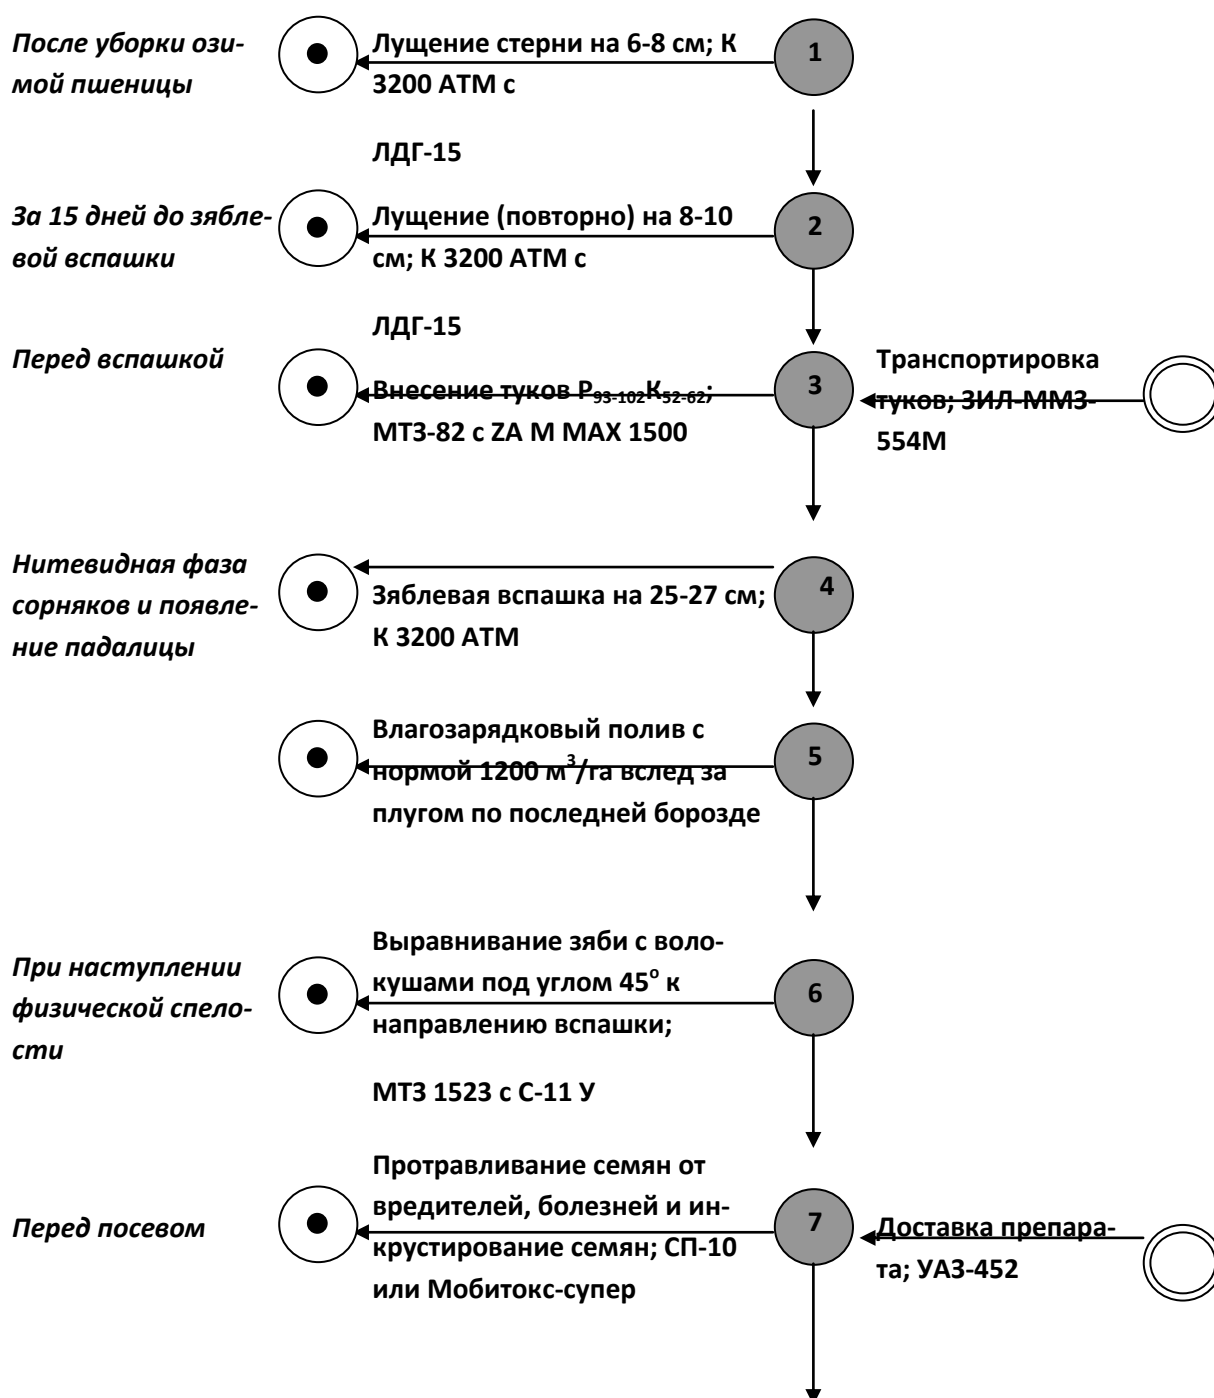 После уборки ози-
мой пшеницы
Лущение стерни на 6-8 см; К
3200 АТМ с
ЛДГ-15
1
За 15 дней до зябле-
вой вспашки
Лущение (повторно) на 8-10
см; К 3200 АТМ с
ЛДГ-15
2
Перед вспашкой
Внесение туков P93-102K52-62;
МТЗ-82 с ZA M MAX 1500
3
Транспортировка
туков; ЗИЛ-ММЗ-
554М
Нитевидная фаза
сорняков и появле-
ние падалицы
Зяблевая вспашка на 25-27 см;
К 3200 АТМ
4
Влагозарядковый полив с
нормой 1200 м³/га вслед за
плугом по последней борозде
5
При наступлении
физической спело-
сти
Выравнивание зяби с воло-
кушами под углом 45° к
направлению вспашки;
МТЗ 1523 с С-11 У
6
Перед посевом
Протравливание семян от
вредителей, болезней и ин-
крустирование семян; СП-10
или Мобитокс-супер
7
Доставка препара-
та; УАЗ-452